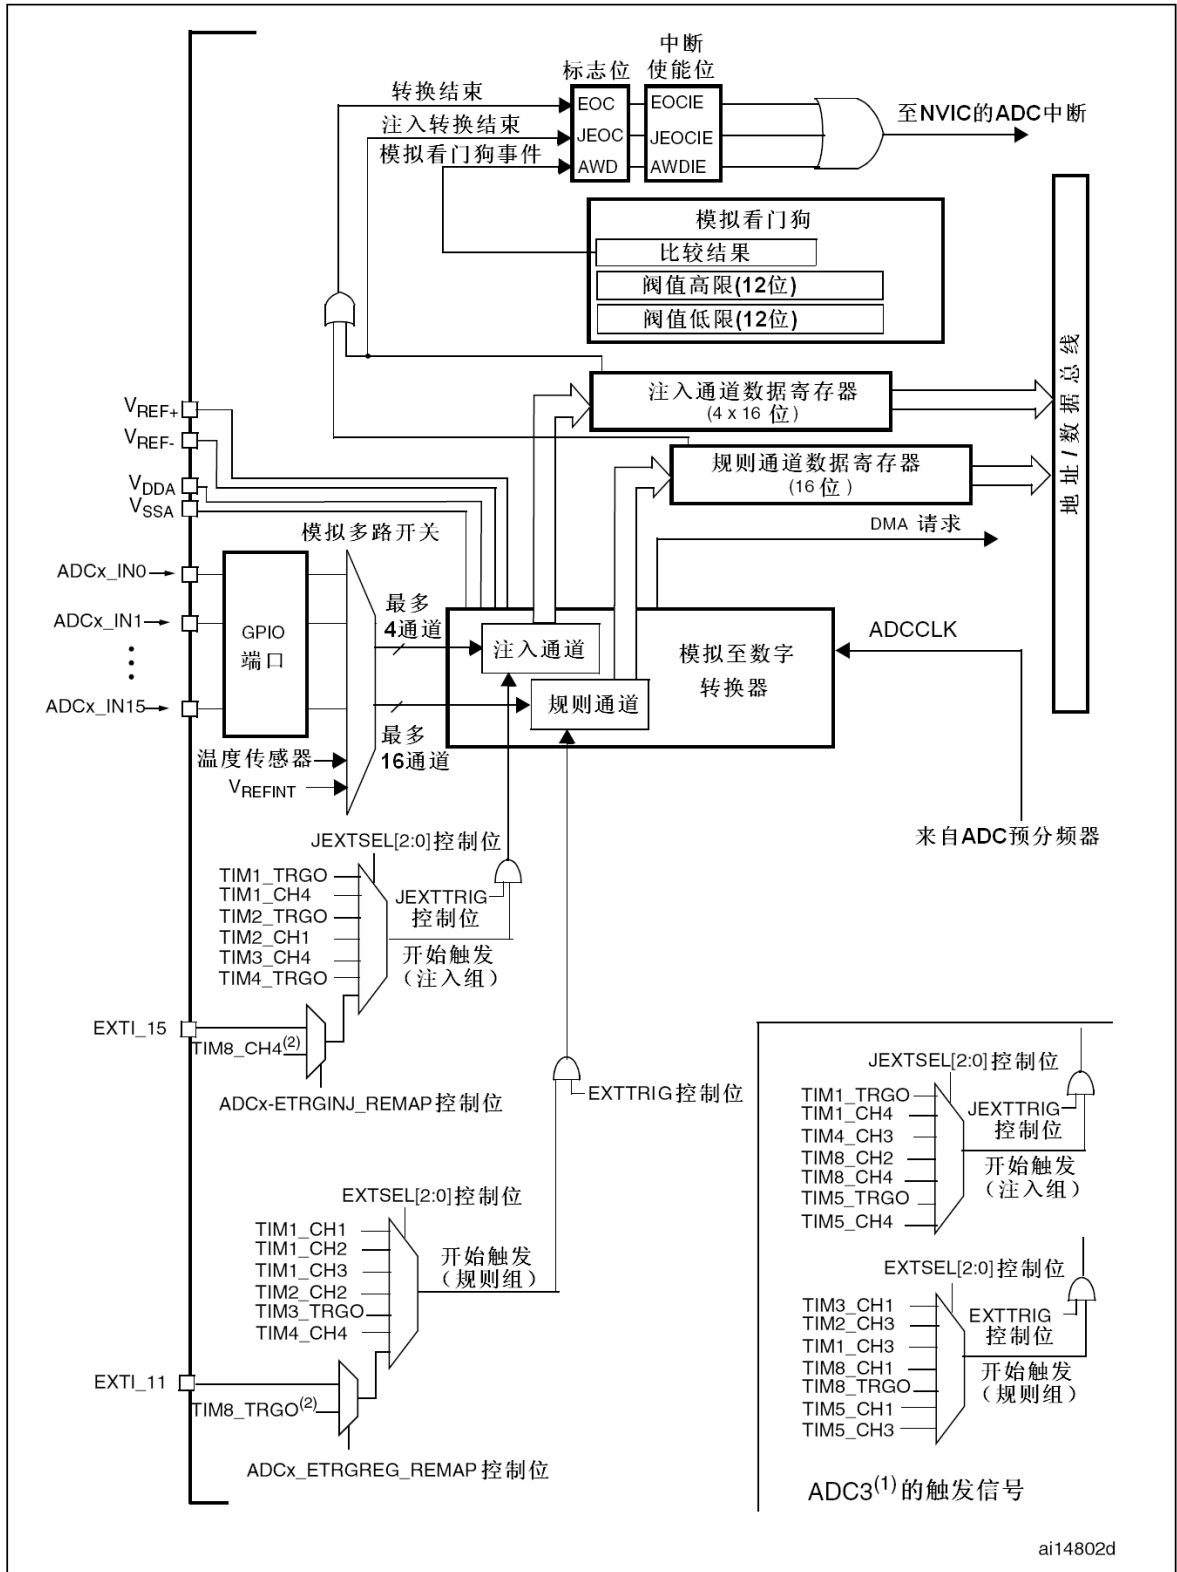 中断
标志位 使能位
转换结束
EOC EOCIE
注入转换结束
JEOC JEOCIE
模拟看门狗事件
AWD AWDIE
至NVIC的ADC中断
模拟看门狗
比较结果
阀值高限(12位)
阀值低限(12位)
地址/数据总线
注入通道数据寄存器
(4 x 16 位)
规则通道数据寄存器
(16 位)
VREF+
VREF-
VDDA
VSSA
DMA 请求
模拟多路开关
ADCx_IN0
ADCx_IN1
ADCx_IN15
GPIO
端口
最多
4通道
最多
16通道
注入通道
规则通道
模拟至数字
转换器
ADCCLK
温度传感器
VREFINT
来自ADC预分频器
JEXTSEL[2:0]控制位
TIM1_TRGO
TIM1_CH4
TIM2_TRGO
TIM2_CH1
TIM3_CH4
TIM4_TRGO
JEXTTRIG
控制位
开始触发
(注入组)
EXTI_15
TIM8_CH4(2)
ADCx-ETRGINJ_REMAP控制位
EXTTRIG控制位
EXTSEL[2:0]控制位
TIM1_CH1
TIM1_CH2
TIM1_CH3
TIM2_CH2
TIM3_TRGO
TIM4_CH4
开始触发
(规则组)
EXTI_11
TIM8_TRGO(2)
ADCx_ETRGREG_REMAP控制位
JEXTSEL[2:0]控制位
TIM1_TRGO
TIM1_CH4
TIM4_CH3
TIM8_CH2
TIM8_CH4
TIM5_TRGO
TIM5_CH4
JEXTTRIG
控制位
开始触发
(注入组)
EXTSEL[2:0]控制位
TIM3_CH1
TIM2_CH3
TIM1_CH3
TIM8_CH1
TIM8_TRGO
TIM5_CH1
TIM5_CH3
EXTTRIG
控制位
开始触发
(规则组)
ADC3(1)的触发信号
ai14802d